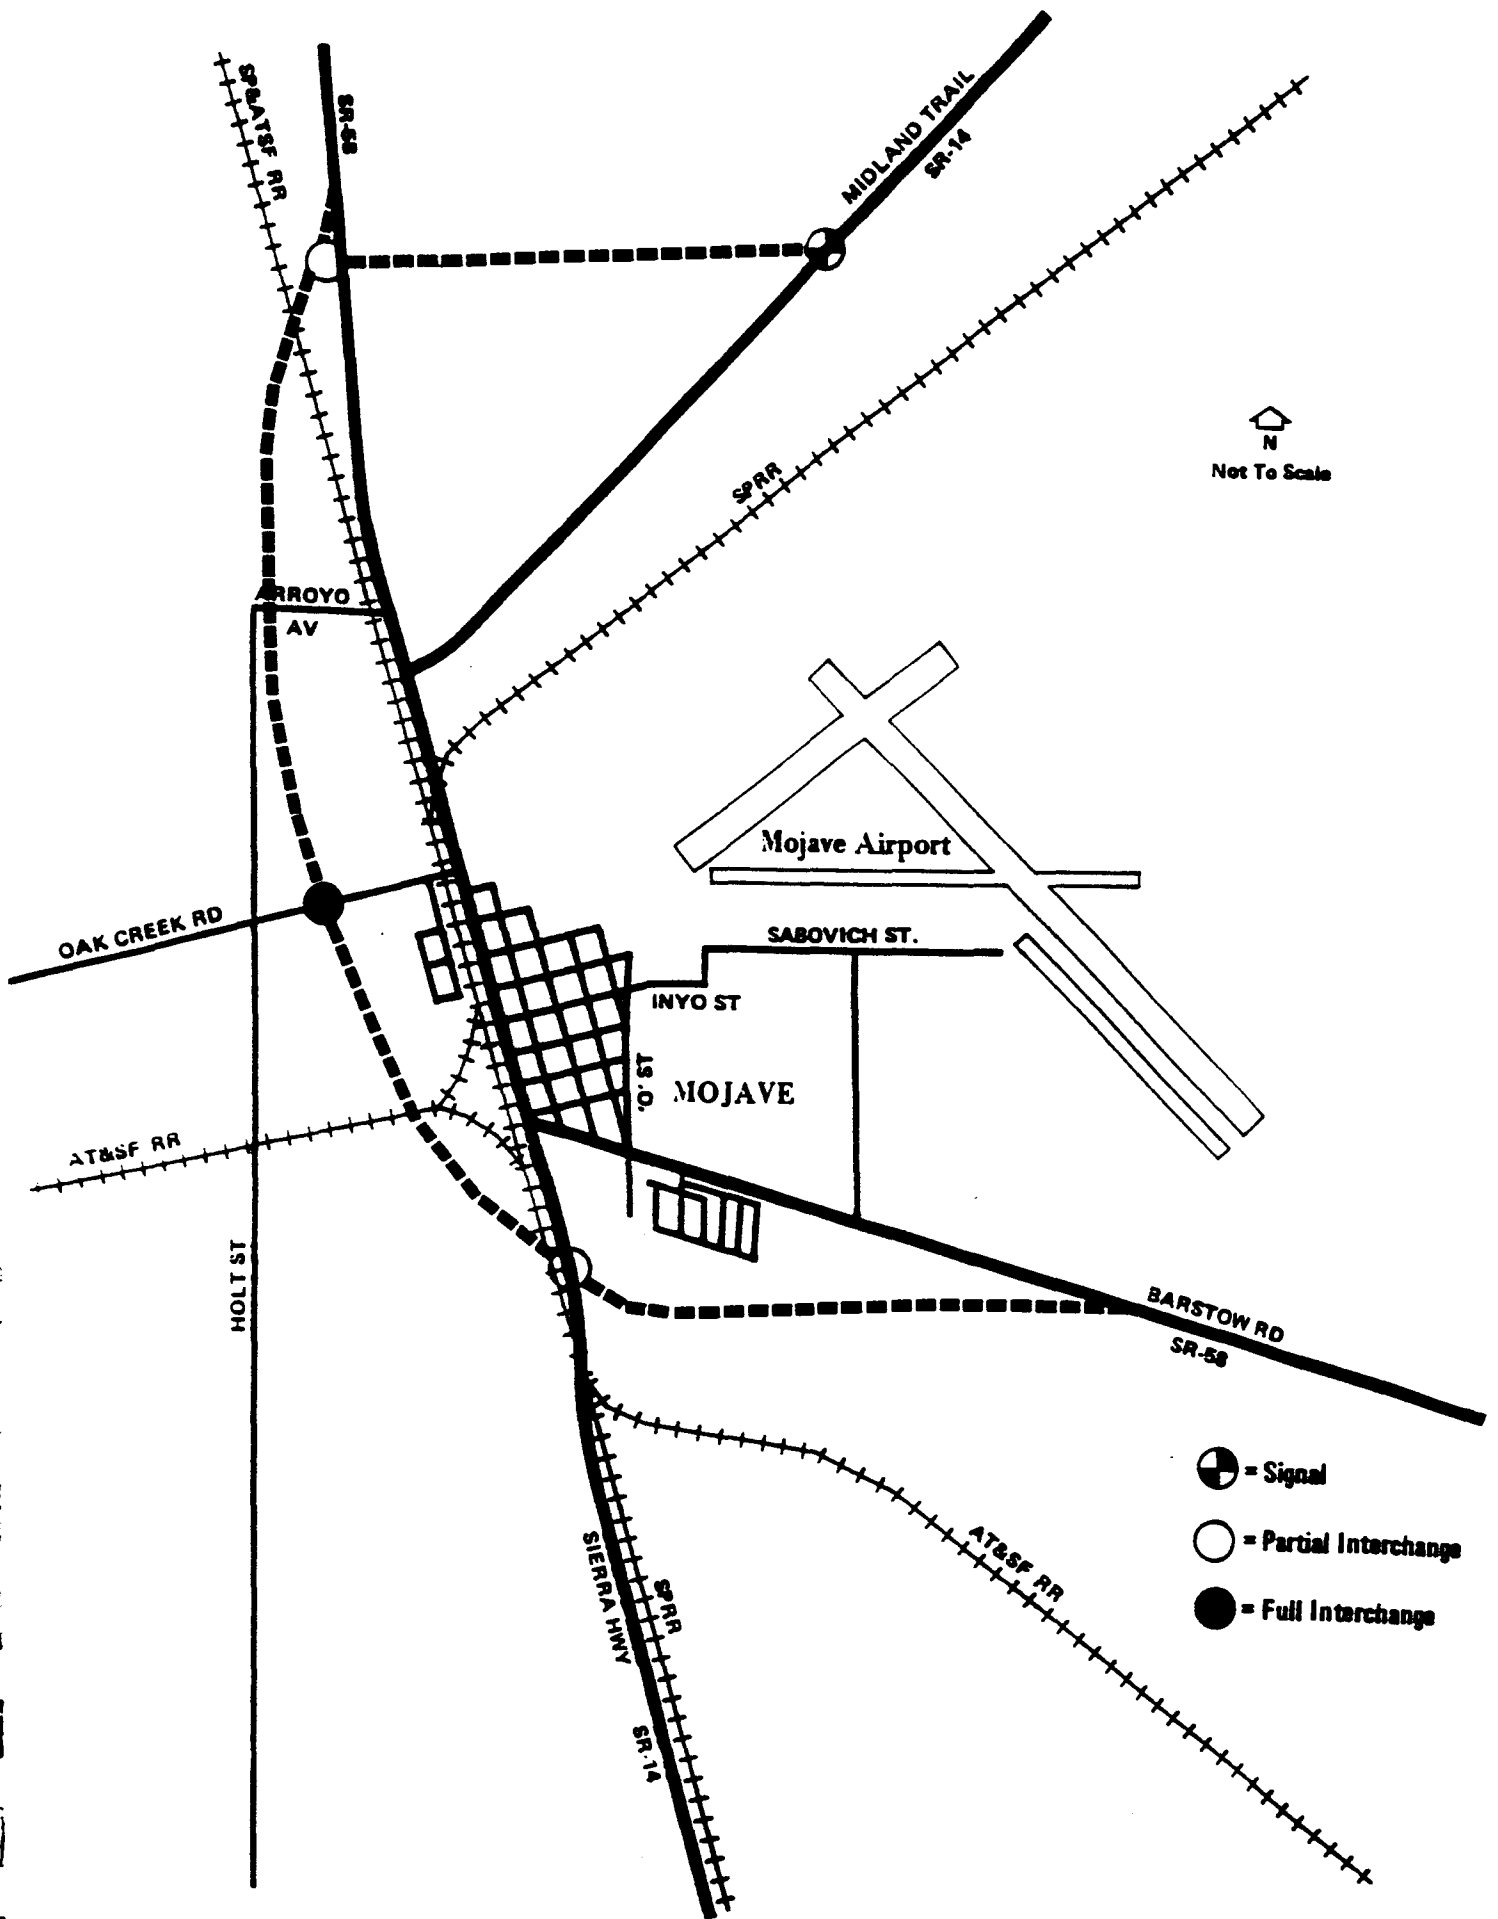 SP&ATSF RR
SR-58
MIDLAND TRAIL
SR-14
SPRR
N
Not To Scale
ARROYO
AV
Mojave Airport
OAK CREEK RD
SABOVICH ST.
INYO ST
'D' ST
MOJAVE
AT&SF RR
HOLT ST
BARSTOW RD
SR-58
= Signal
= Partial Interchange
= Full Interchange
AT&SF RR
SIERRA HWY
SPRR
SR-14